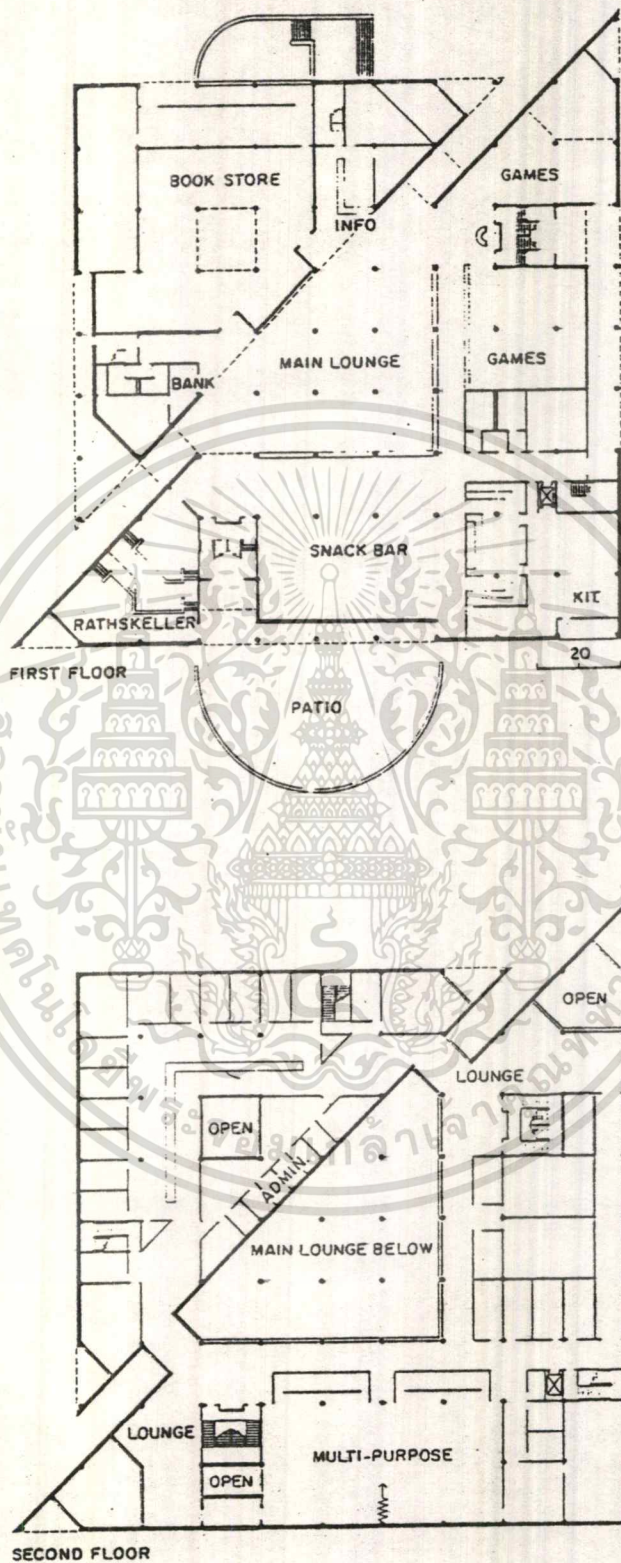 BOOK STORE
GAMES
INFO
MAIN LOUNGE
GAMES
BANK
SNACK BAR
RATHSKELLER
KIT
20
FIRST FLOOR
PATIO
OPEN
LOUNGE
OPEN
ADMIN.
MAIN LOUNGE BELOW
LOUNGE
MULTI-PURPOSE
OPEN
SECOND FLOOR